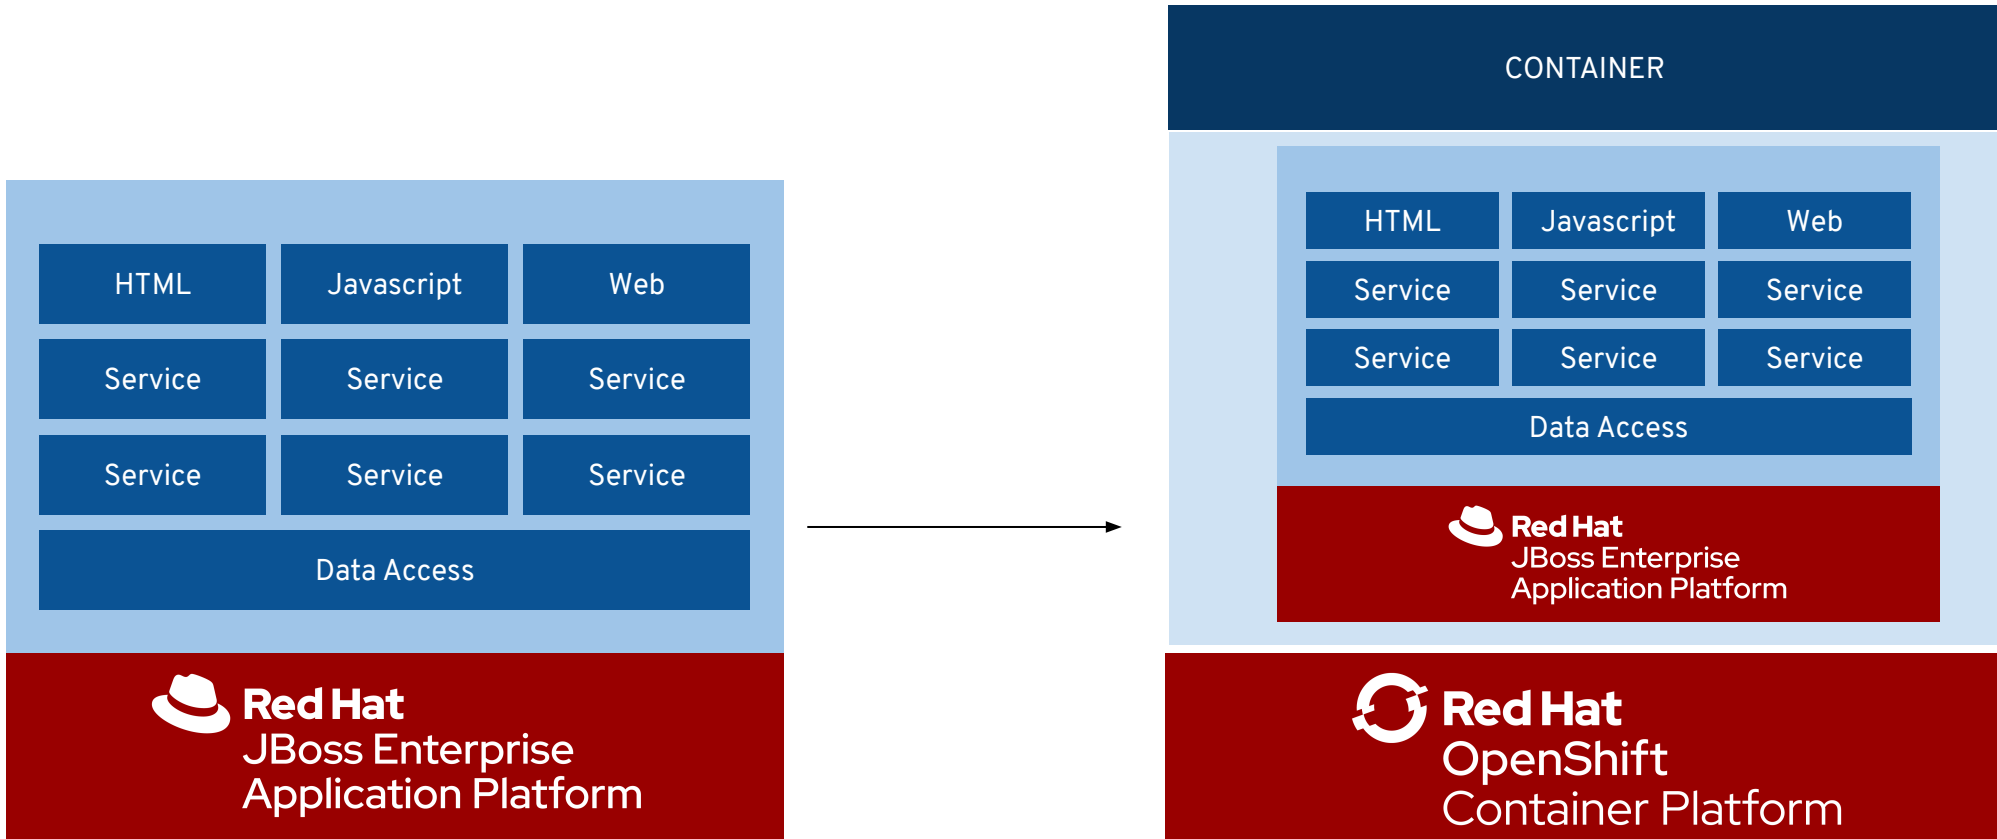 HTML
Javascript
Web
Service
Service
Service
Service
Service
Service
Data Access
Red Hat
JBoss Enterprise
Application Platform
CONTAINER
HTML
Javascript
Web
Service
Service
Service
Service
Service
Service
Data Access
Red Hat
JBoss Enterprise
Application Platform
Red Hat
OpenShift
Container Platform